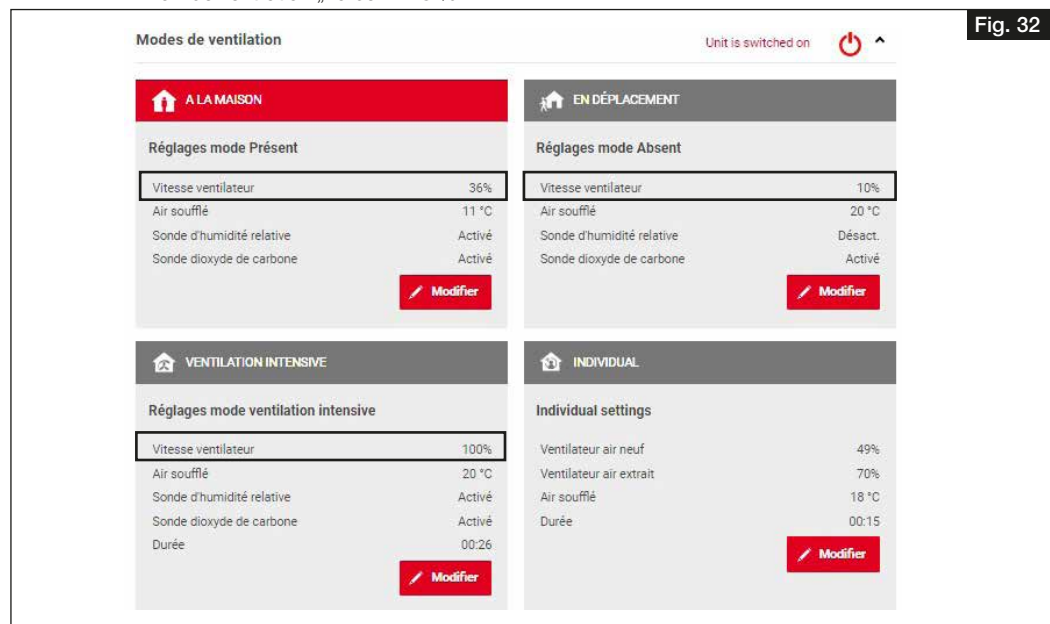 Fig. 32
Modes de ventilation
Unit is switched on
A LA MAISON
Réglages mode Présent
Vitesse ventilateur 36%
Air soufflé 11 °C
Sonde d'humidité relative Activé
Sonde dioxyde de carbone Activé
Modifier
EN DÉPLACEMENT
Réglages mode Absent
Vitesse ventilateur 10%
Air soufflé 20 °C
Sonde d'humidité relative Désact.
Sonde dioxyde de carbone Activé
Modifier
VENTILATION INTENSIVE
Réglages mode ventilation intensive
Vitesse ventilateur 100%
Air soufflé 20 °C
Sonde d'humidité relative Activé
Sonde dioxyde de carbone Activé
Durée 00:26
Modifier
INDIVIDUAL
Individual settings
Ventilateur air neuf 49%
Ventilateur air extrait 70%
Air soufflé 18 °C
Durée 00:15
Modifier